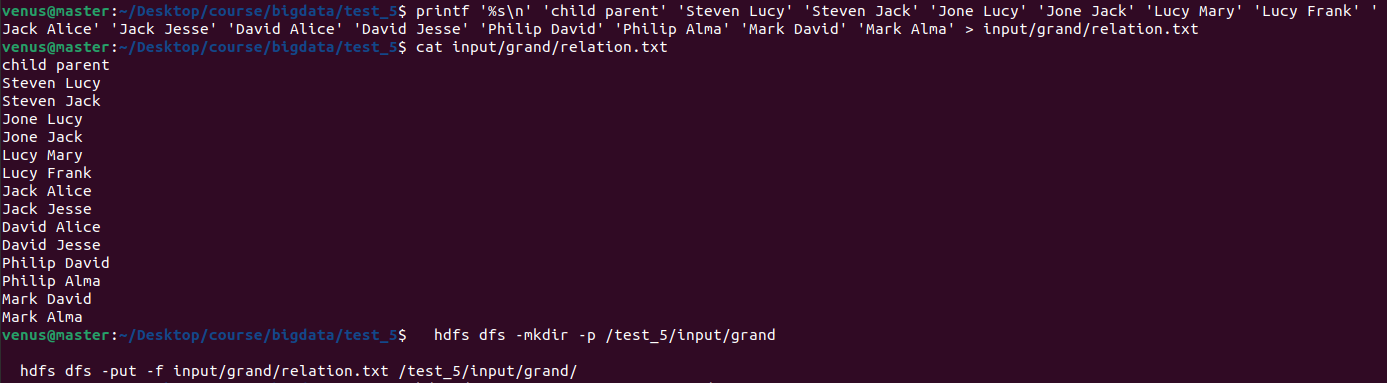 venus@master:~/Desktop/course/bigdata/test_5$ printf '%s\n' 'child parent' 'Steven Lucy' 'Steven Jack' 'Jone Lucy' 'Jone Jack' 'Lucy Mary' 'Lucy Frank' '
Jack Alice' 'Jack Jesse' 'David Alice' 'David Jesse' 'Philip David' 'Philip Alma' 'Mark David' 'Mark Alma' > input/grand/relation.txt
venus@master:~/Desktop/course/bigdata/test_5$ cat input/grand/relation.txt
child parent
Steven Lucy
Steven Jack
Jone Lucy
Jone Jack
Lucy Mary
Lucy Frank
Jack Alice
Jack Jesse
David Alice
David Jesse
Philip David
Philip Alma
Mark David
Mark Alma
venus@master:~/Desktop/course/bigdata/test_5$   hdfs dfs -mkdir -p /test_5/input/grand
  hdfs dfs -put -f input/grand/relation.txt /test_5/input/grand/